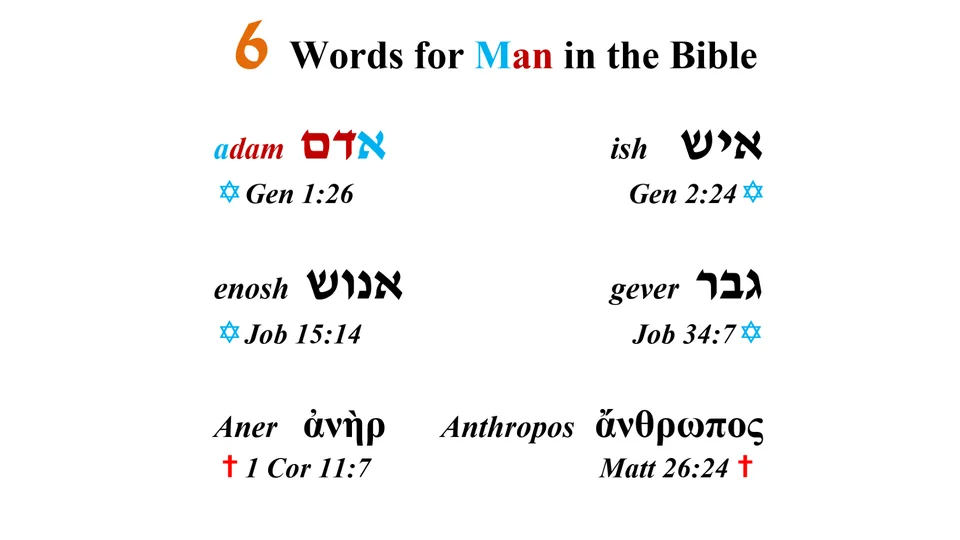 6 Words for Man in the Bible
adam אדם ish איש
✡ Gen 1:26 Gen 2:24 ✡
enosh אנוש gever גבר
✡ Job 15:14 Job 34:7 ✡
Aner ἀνὴρ Anthropos ἄνθρωπος
✝ 1 Cor 11:7 Matt 26:24 ✝